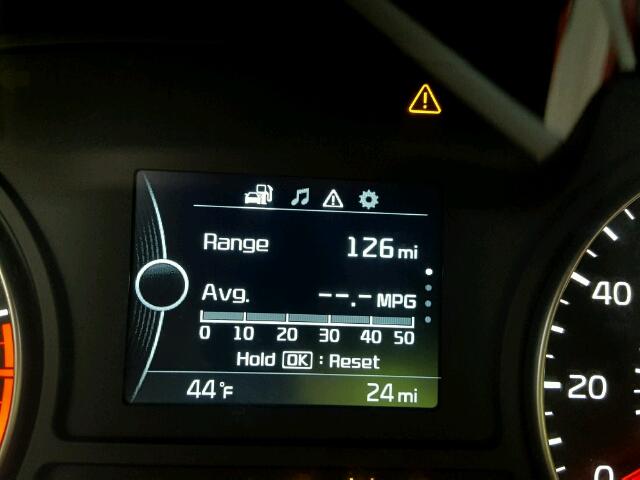 Range 126 mi
Avg. --.- MPG
0 10 20 30 40 50
Hold OK : Reset
44°F 24 mi
40
20
0